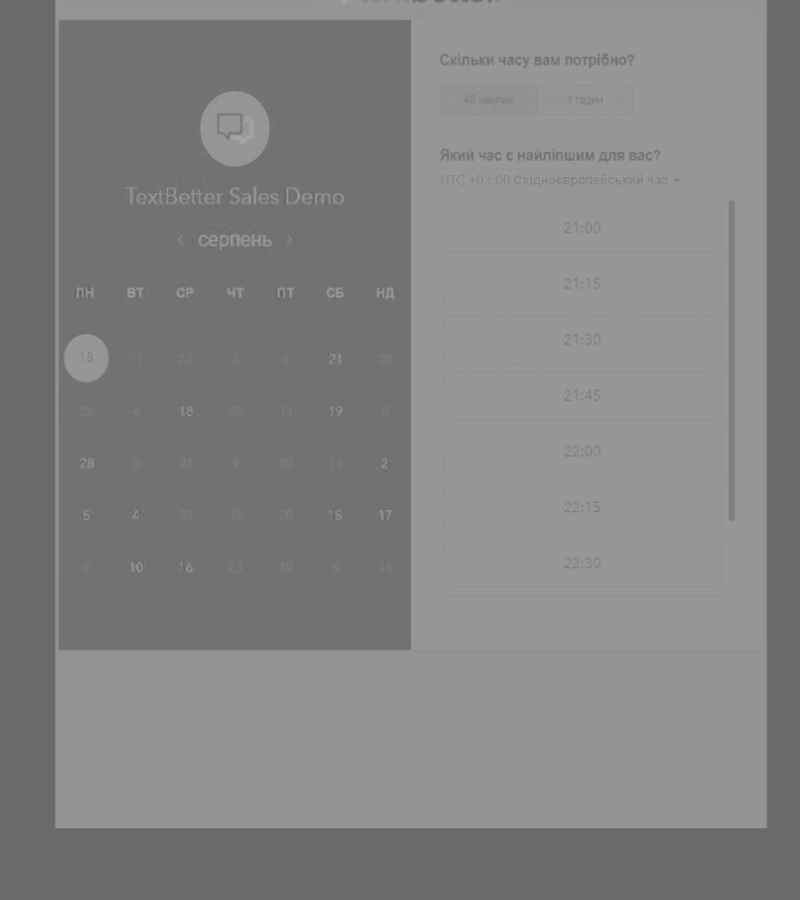 Скільки часу вам потрібно?
40 хвилин 1 годин
Який час є найліпшим для вас?
UTC +03:00 Східноєвропейський час
TextBetter Sales Demo
серпень
ПН ВТ СР ЧТ ПТ СБ НД
18 11 23 3 8 21 30
26 4 18 28 11 19 8
28 8 21 9 30 14 2
5 4 21 15 20 15 17
8 10 16 23 19 5 15
21:00
21:15
21:30
21:45
22:00
22:15
22:30